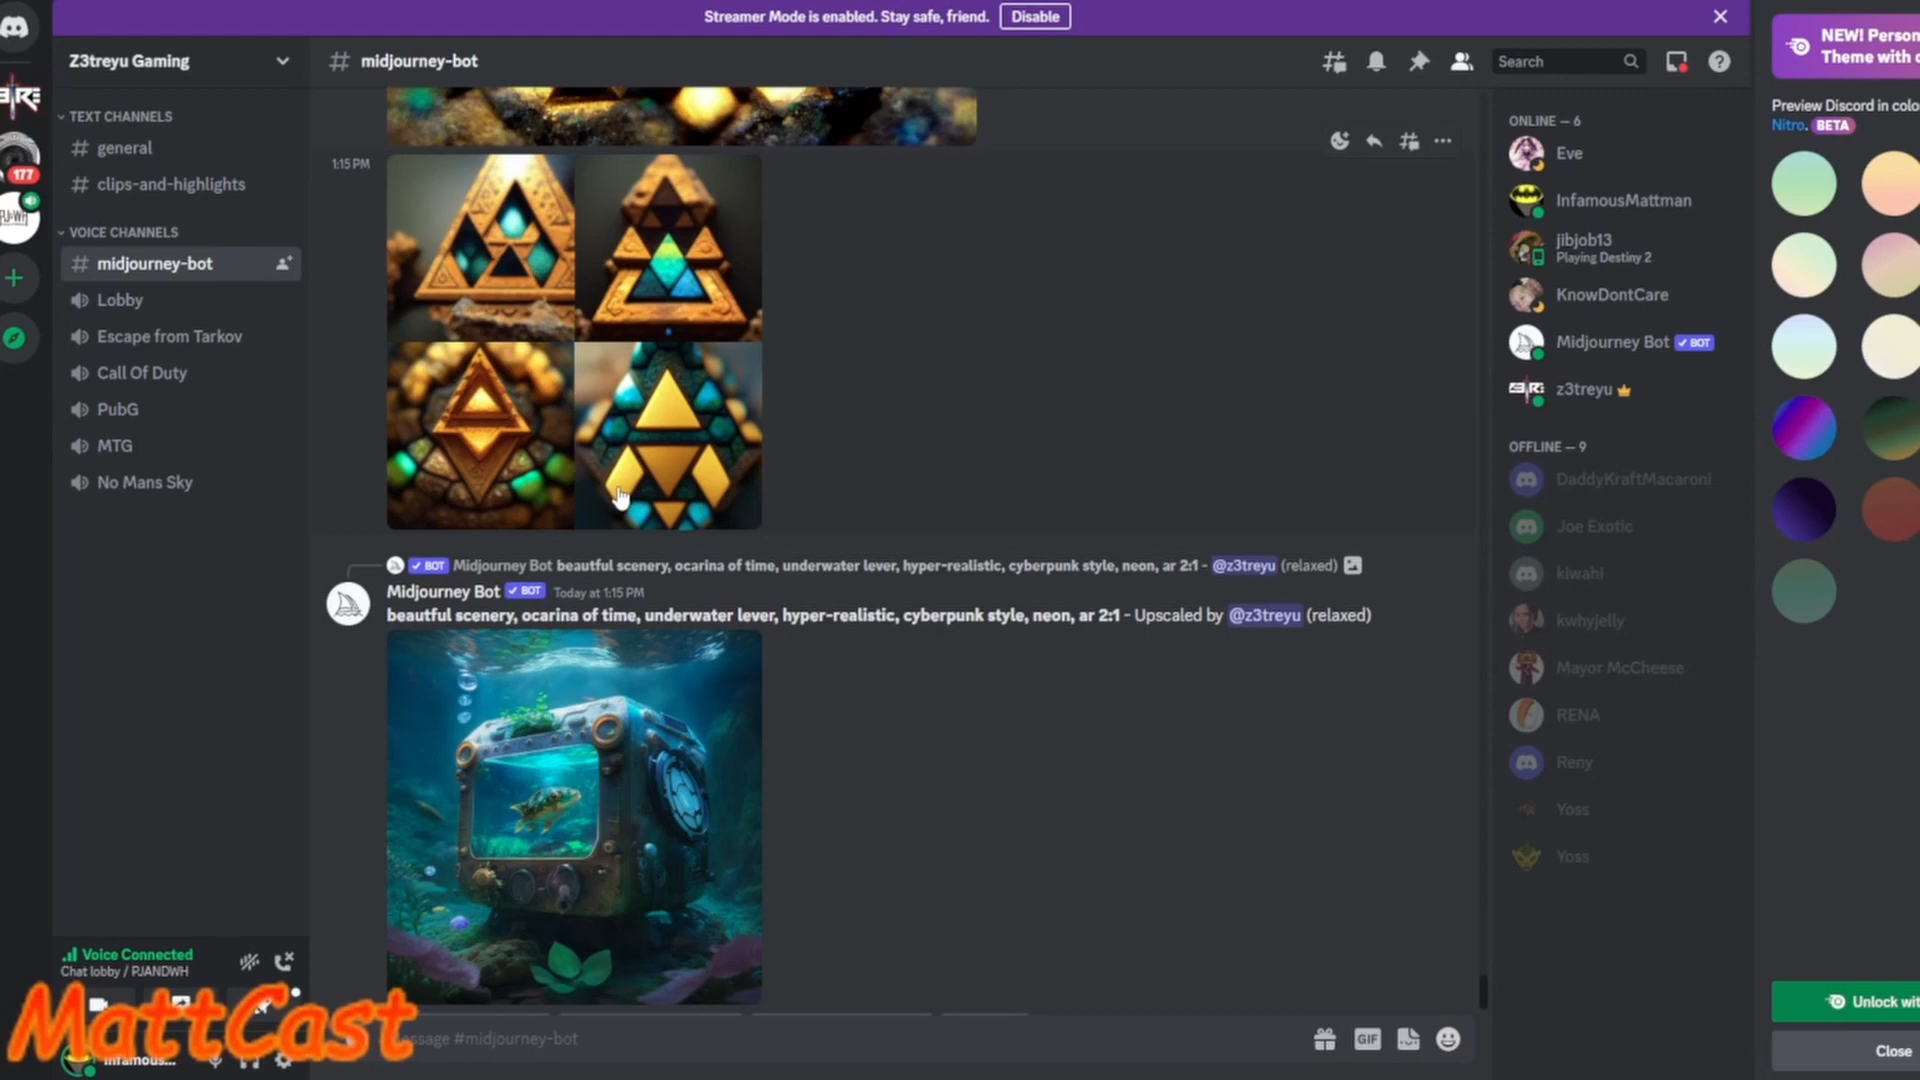 Streamer Mode is enabled. Stay safe, friend.
Disable
Z3treyu Gaming
midjourney-bot
Search
NEW! Person
Theme with c
Preview Discord in colo
Nitro. BETA
TEXT CHANNELS
general
clips-and-highlights
VOICE CHANNELS
midjourney-bot
Lobby
Escape from Tarkov
Call Of Duty
PubG
MTG
No Mans Sky
177
1:15 PM
BOT Midjourney Bot beautful scenery, ocarina of time, underwater lever, hyper-realistic, cyberpunk style, neon, ar 2:1 - @z3treyu (relaxed)
Midjourney Bot BOT Today at 1:15 PM
beautful scenery, ocarina of time, underwater lever, hyper-realistic, cyberpunk style, neon, ar 2:1 - Upscaled by @z3treyu (relaxed)
ONLINE — 6
Eve
InfamousMattman
jibjob13
Playing Destiny 2
KnowDontCare
Midjourney Bot BOT
z3treyu
OFFLINE — 9
DaddyKraftMacaroni
Joe Exotic
kiwahi
kwhyjelly
Mayor McCheese
RENA
Reny
Yoss
Yoss
Voice Connected
Chat lobby / PJANDWH
MattCast
Infamous...
essage #midjourney-bot
GIF
Unlock wit
Close